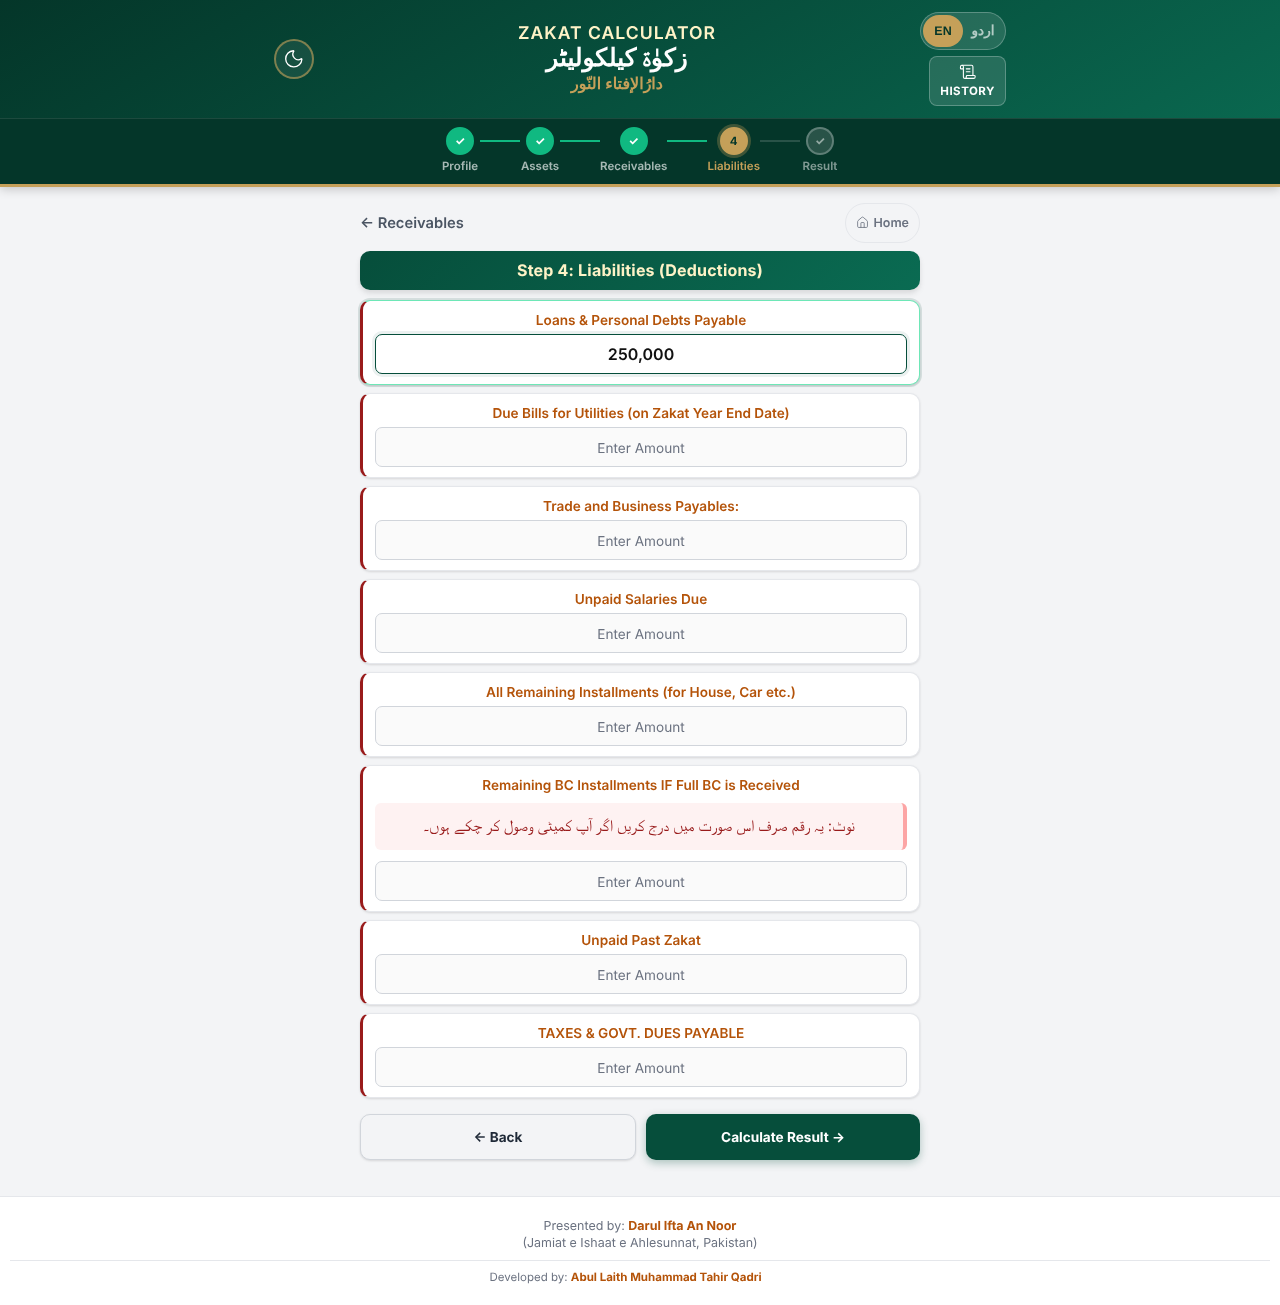 ZAKAT CALCULATOR
زکوٰۃ کیلکولیٹر
دارُالإفتاء النّور
EN
اردو
HISTORY
4
Profile
Assets
Receivables
Liabilities
Result
← Receivables
Home
Step 4: Liabilities (Deductions)
Loans & Personal Debts Payable
250,000
Due Bills for Utilities (on Zakat Year End Date)
Enter Amount
Trade and Business Payables:
Enter Amount
Unpaid Salaries Due
Enter Amount
All Remaining Installments (for House, Car etc.)
Enter Amount
Remaining BC Installments IF Full BC is Received
نوٹ: یہ رقم صرف اس صورت میں درج کریں اگر آپ کمیٹی وصول کر چکے ہوں۔
Enter Amount
Unpaid Past Zakat
Enter Amount
TAXES & GOVT. DUES PAYABLE
Enter Amount
← Back
Calculate Result →
Presented by: Darul Ifta An Noor
(Jamiat e Ishaat e Ahlesunnat, Pakistan)
Developed by: Abul Laith Muhammad Tahir Qadri